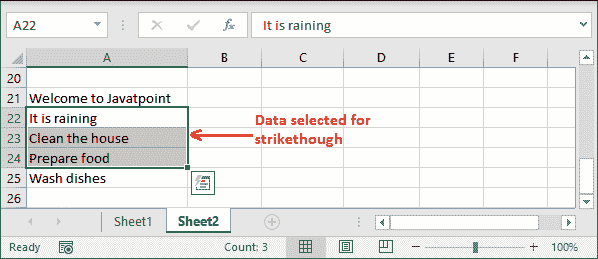 A22
fx
It is raining
A B C D E F
20
21 Welcome to Javatpoint
22 It is raining
23 Clean the house
24 Prepare food
25 Wash dishes
26
Data selected for
strikethough
Sheet1 Sheet2
Ready Count: 3 100%